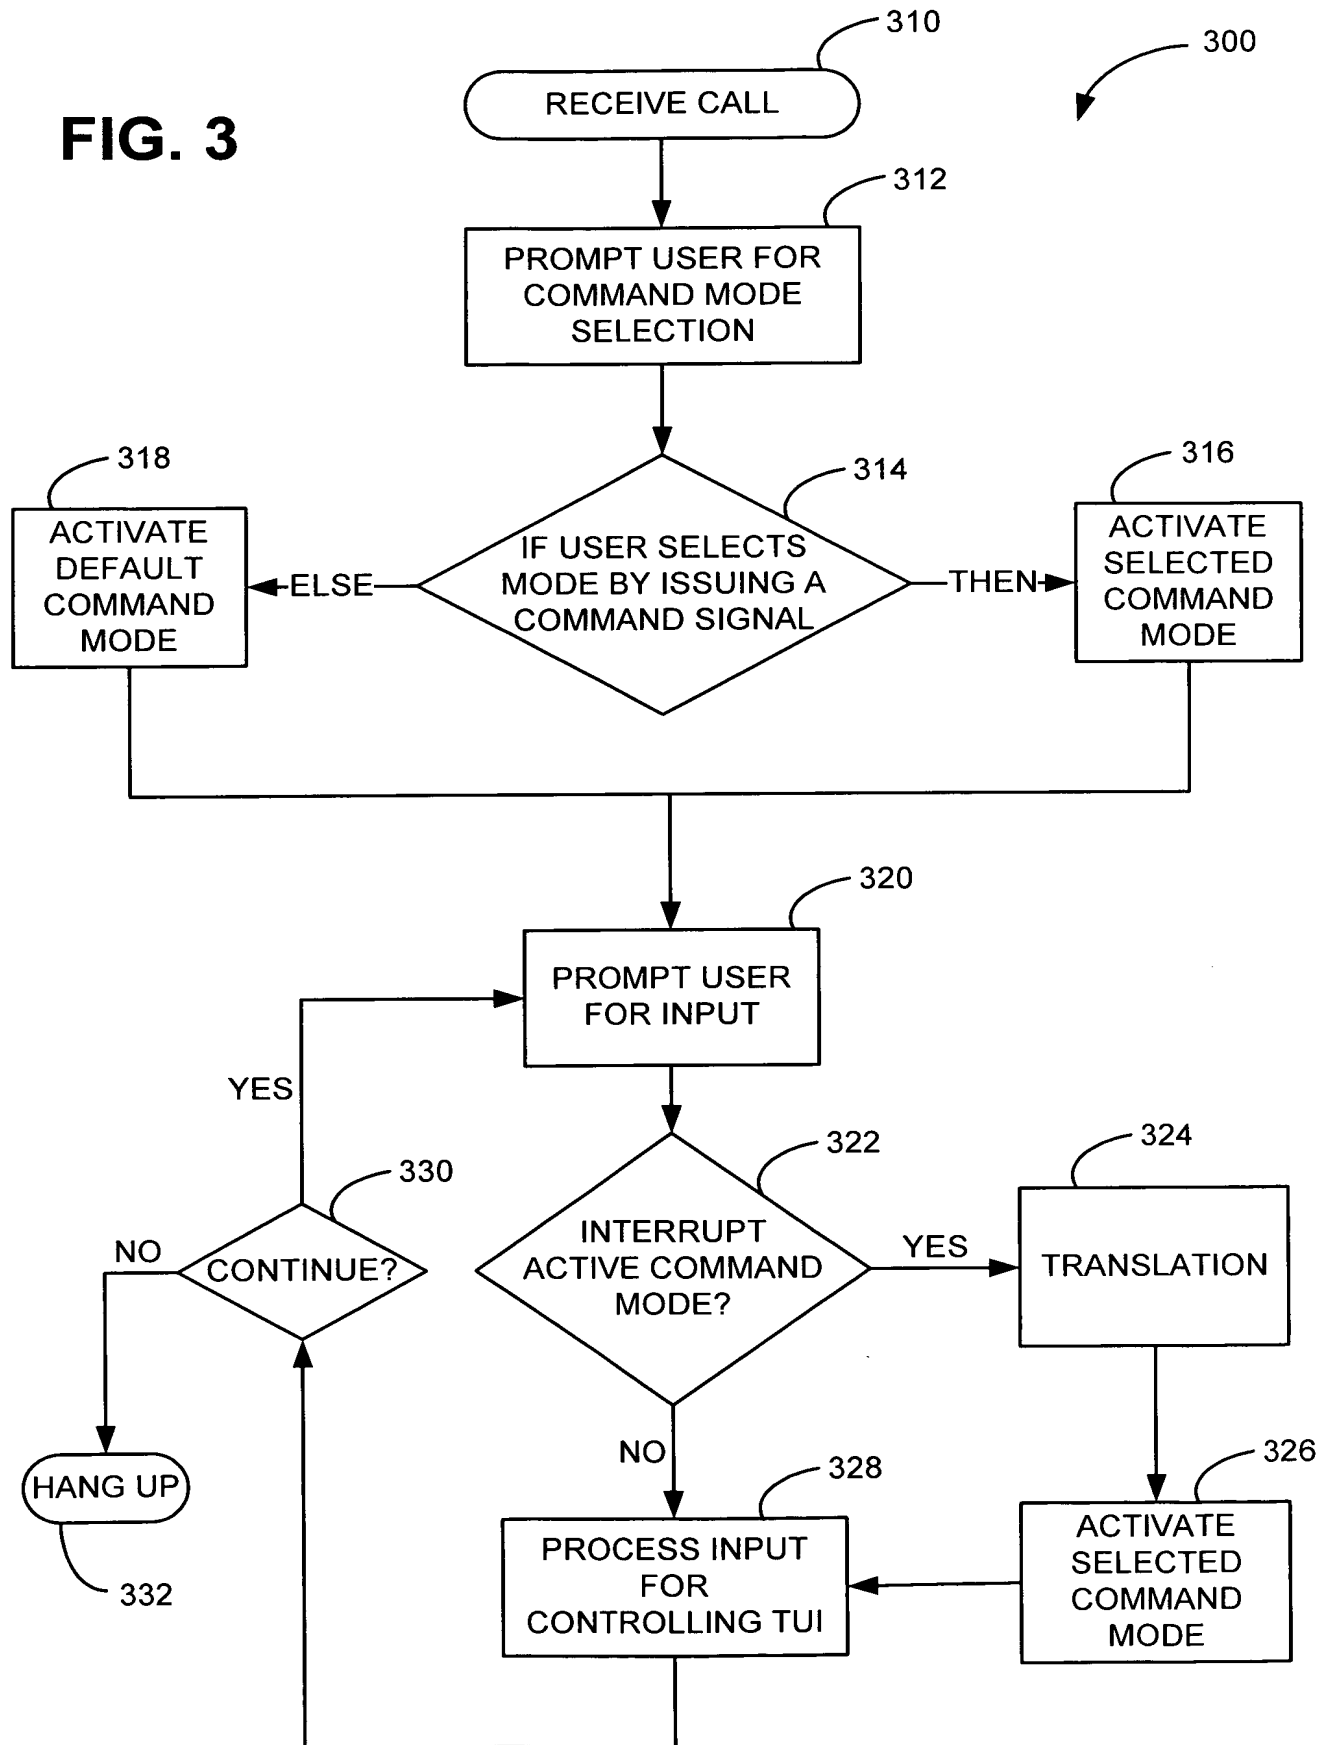 310
300
RECEIVE CALL
FIG. 3
312
PROMPT USER FOR
COMMAND MODE
SELECTION
318
314
316
ACTIVATE
DEFAULT
COMMAND
MODE
ELSE
IF USER SELECTS
MODE BY ISSUING A
COMMAND SIGNAL
THEN
ACTIVATE
SELECTED
COMMAND
MODE
320
PROMPT USER
FOR INPUT
YES
322
324
330
NO
CONTINUE?
INTERRUPT
ACTIVE COMMAND
MODE?
YES
TRANSLATION
NO
328
326
HANG UP
332
PROCESS INPUT
FOR
CONTROLLING TUI
ACTIVATE
SELECTED
COMMAND
MODE